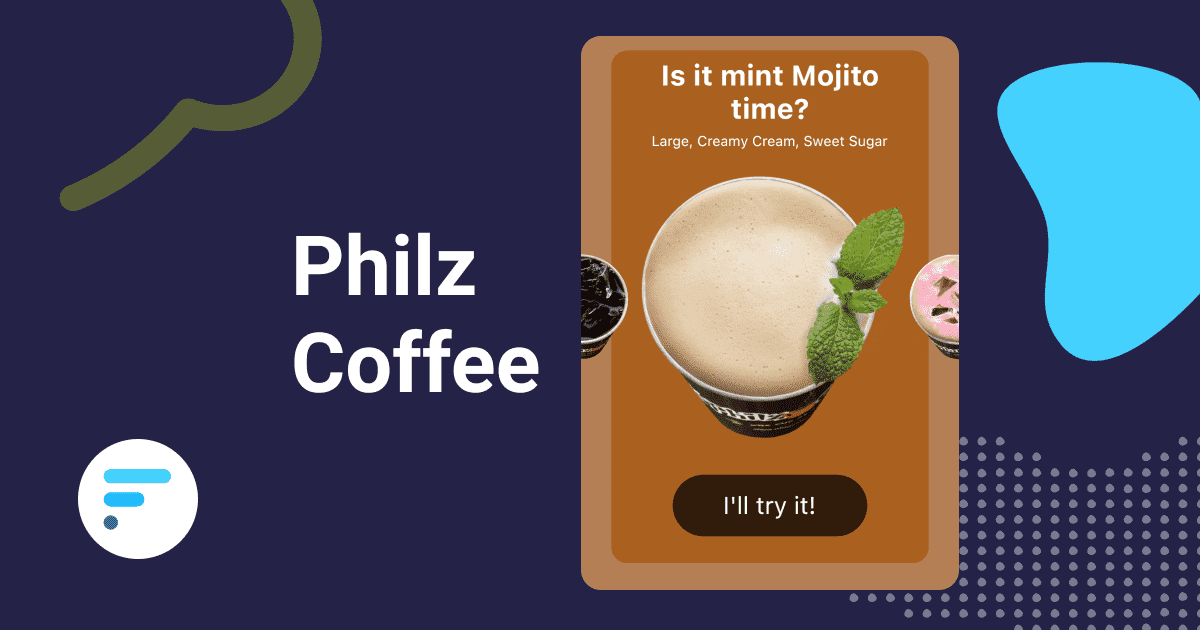 Philz
Coffee
Is it mint Mojito
time?
Large, Creamy Cream, Sweet Sugar
I'll try it!